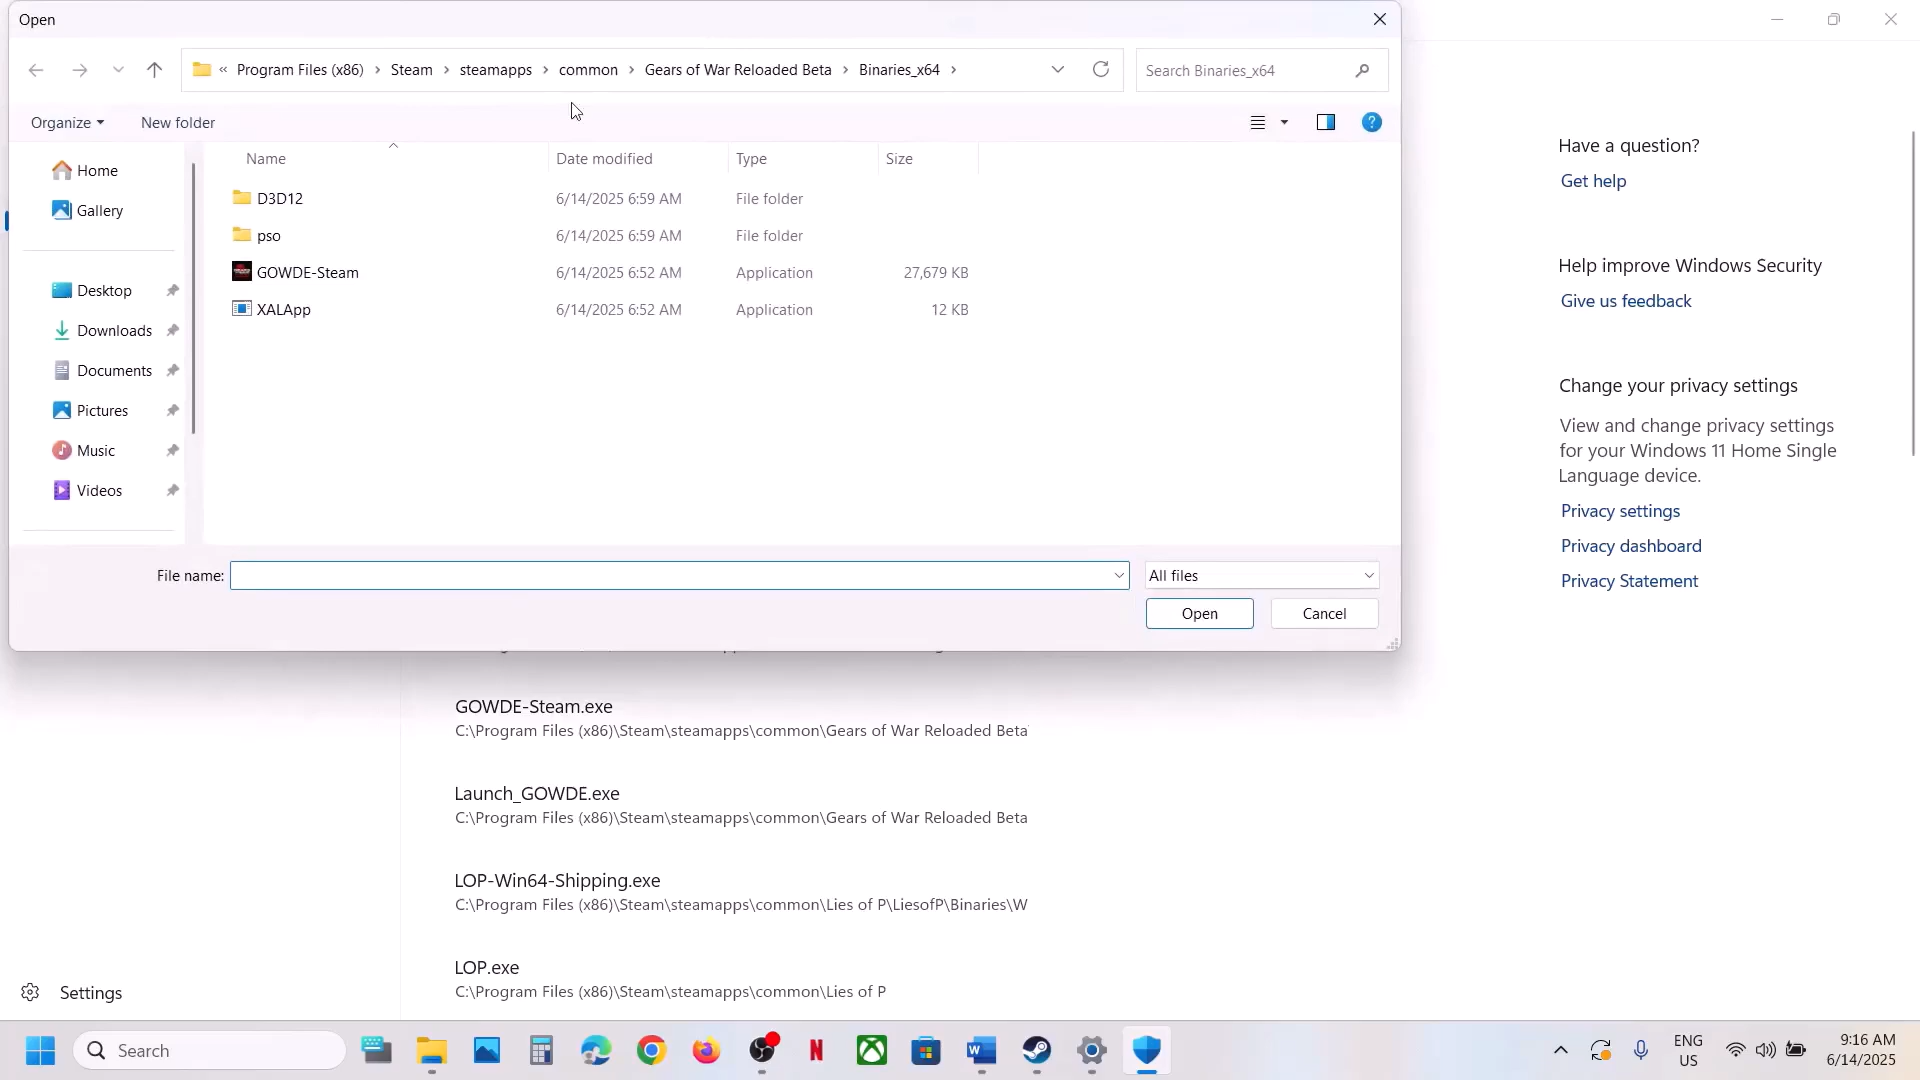 Open
« Program Files (x86) › Steam › steamapps › common › Gears of War Reloaded Beta › Binaries_x64 ›
Search Binaries_x64
Organize
New folder
Home
Gallery
Desktop
Downloads
Documents
Pictures
Music
Videos
Name Date modified Type Size
D3D12 6/14/2025 6:59 AM File folder
pso 6/14/2025 6:59 AM File folder
GOWDE-Steam 6/14/2025 6:52 AM Application 27,679 KB
XALApp 6/14/2025 6:52 AM Application 12 KB
File name:
All files
Open
Cancel
GOWDE-Steam.exe
C:\Program Files (x86)\Steam\steamapps\common\Gears of War Reloaded Beta
Launch_GOWDE.exe
C:\Program Files (x86)\Steam\steamapps\common\Gears of War Reloaded Beta
LOP-Win64-Shipping.exe
C:\Program Files (x86)\Steam\steamapps\common\Lies of P\LiesofP\Binaries\W
LOP.exe
C:\Program Files (x86)\Steam\steamapps\common\Lies of P
Settings
Have a question?
Get help
Help improve Windows Security
Give us feedback
Change your privacy settings
View and change privacy settings
for your Windows 11 Home Single
Language device.
Privacy settings
Privacy dashboard
Privacy Statement
Search
ENG
US
9:16 AM
6/14/2025